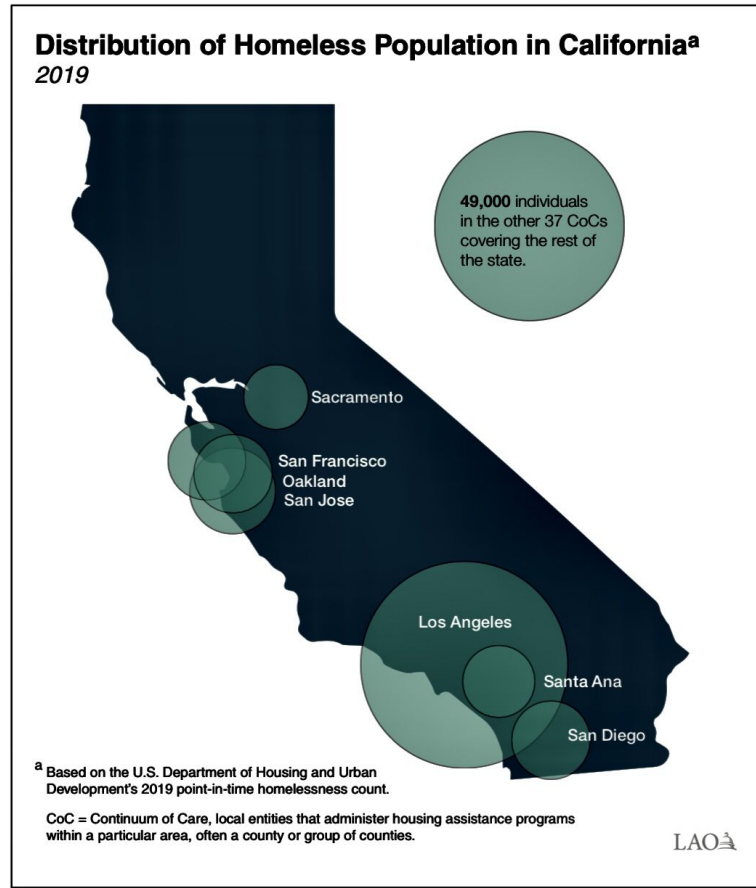 Distribution of Homeless Population in Californiaa
2019
49,000 individuals
in the other 37 CoCs
covering the rest of
the state.
Sacramento
San Francisco
Oakland
San Jose
Los Angeles
Santa Ana
San Diego
a Based on the U.S. Department of Housing and Urban
Development's 2019 point-in-time homelessness count.
CoC = Continuum of Care, local entities that administer housing assistance programs
within a particular area, often a county or group of counties.
LAO